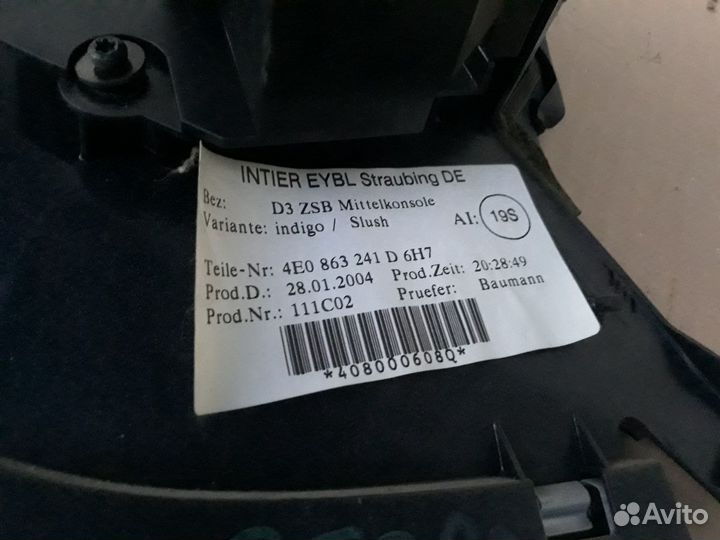 INTIER EYBL Straubing DE
Bez: D3 ZSB Mittelkonsole
Variante: indigo / Slush AI: 19S
Teile-Nr: 4E0 863 241 D 6H7
Prod.D.: 28.01.2004 Prod.Zeit: 20:28:49
Prod.Nr.: 111C02 Pruefer: Baumann
*408000608Q*
Avito